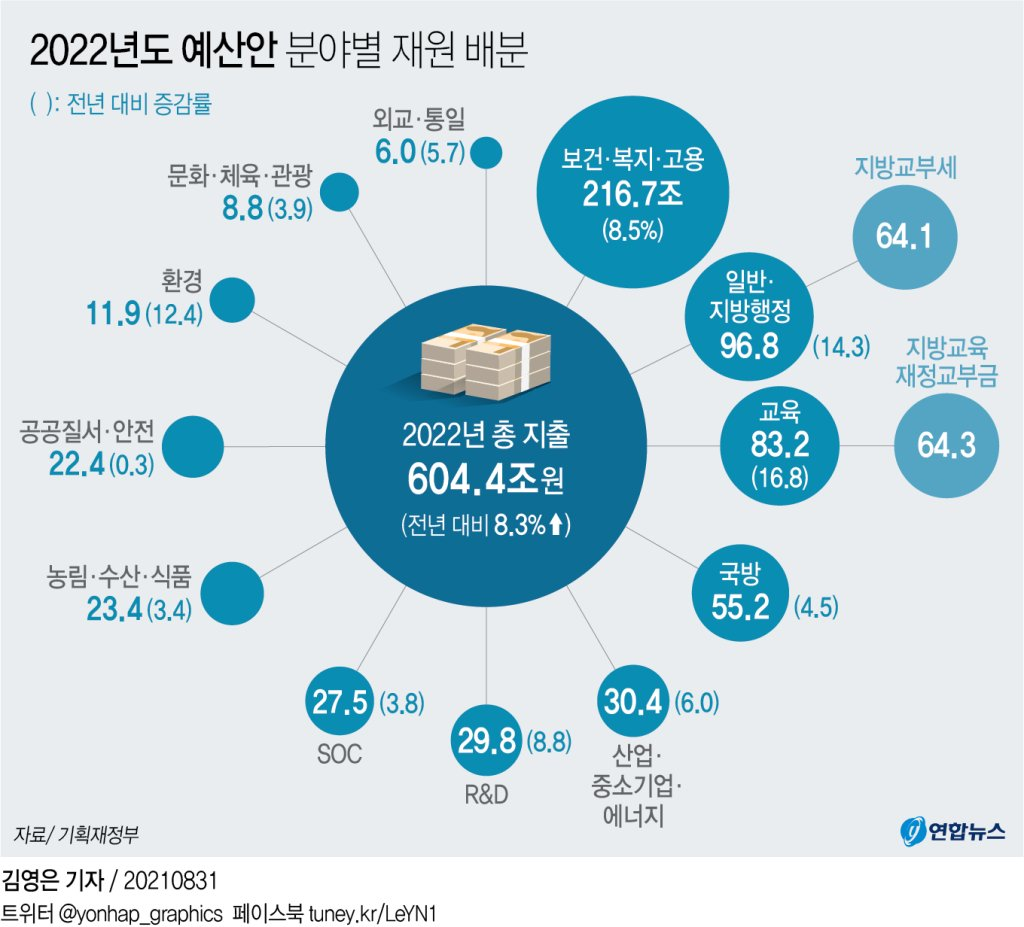 2022년도 예산안 분야별 재원 배분
( ): 전년 대비 증감률
외교·통일
6.0 (5.7)
문화·체육·관광
8.8 (3.9)
환경
11.9 (12.4)
공공질서·안전
22.4 (0.3)
농림·수산·식품
23.4 (3.4)
27.5 (3.8)
SOC
29.8 (8.8)
R&D
30.4 (6.0)
산업·
중소기업·
에너지
국방
55.2 (4.5)
교육
83.2
(16.8)
지방교육
재정교부금
64.3
일반·
지방행정
96.8 (14.3)
지방교부세
64.1
보건·복지·고용
216.7조
(8.5%)
2022년 총 지출
604.4조원
(전년 대비 8.3%⬆)
자료/ 기획재정부
연합뉴스
김영은 기자 / 20210831
트위터 @yonhap_graphics 페이스북 tuney.kr/LeYN1